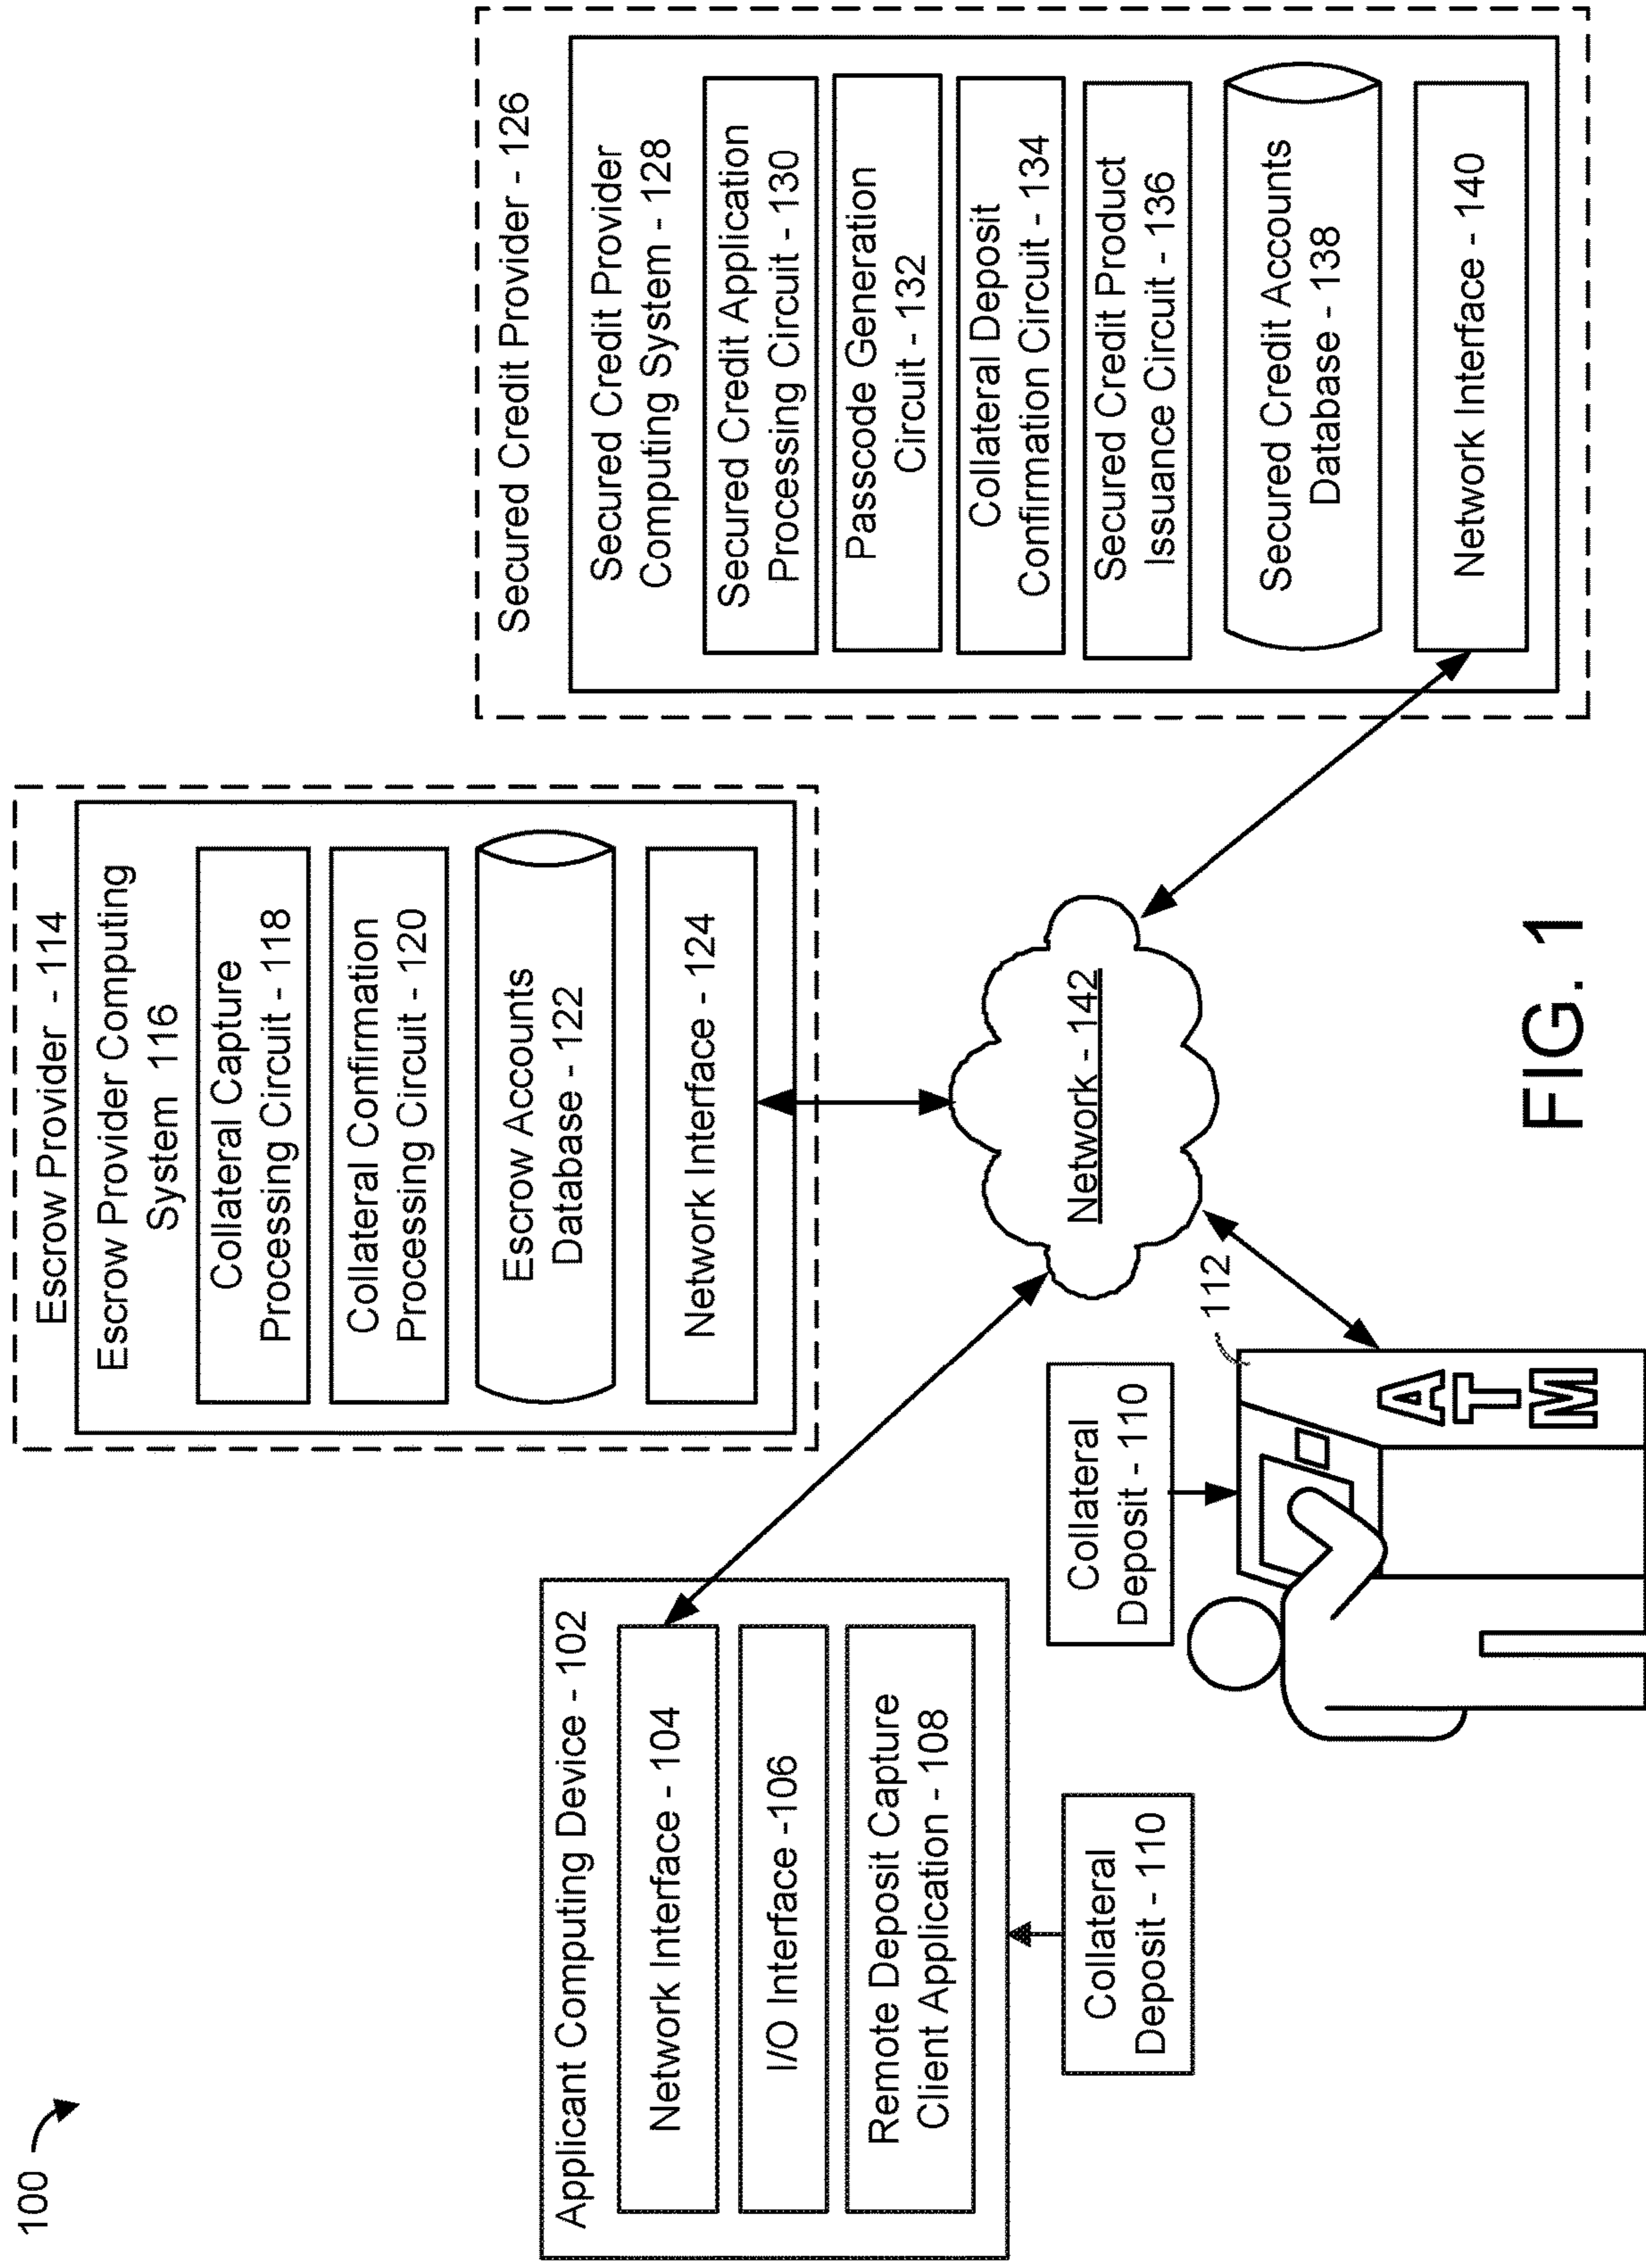 100
Applicant Computing Device - 102
Network Interface - 104
I/O Interface -106
Remote Deposit Capture
Client Application - 108
Collateral
Deposit - 110
Escrow Provider - 114
Escrow Provider Computing
System 116
Collateral Capture
Processing Circuit - 118
Collateral Confirmation
Processing Circuit - 120
Escrow Accounts
Database - 122
Network Interface - 124
Collateral
Deposit - 110
112
ATM
Network - 142
Secured Credit Provider - 126
Secured Credit Provider
Computing System - 128
Secured Credit Application
Processing Circuit - 130
Passcode Generation
Circuit - 132
Collateral Deposit
Confirmation Circuit - 134
Secured Credit Product
Issuance Circuit - 136
Secured Credit Accounts
Database - 138
Network Interface - 140
FIG. 1